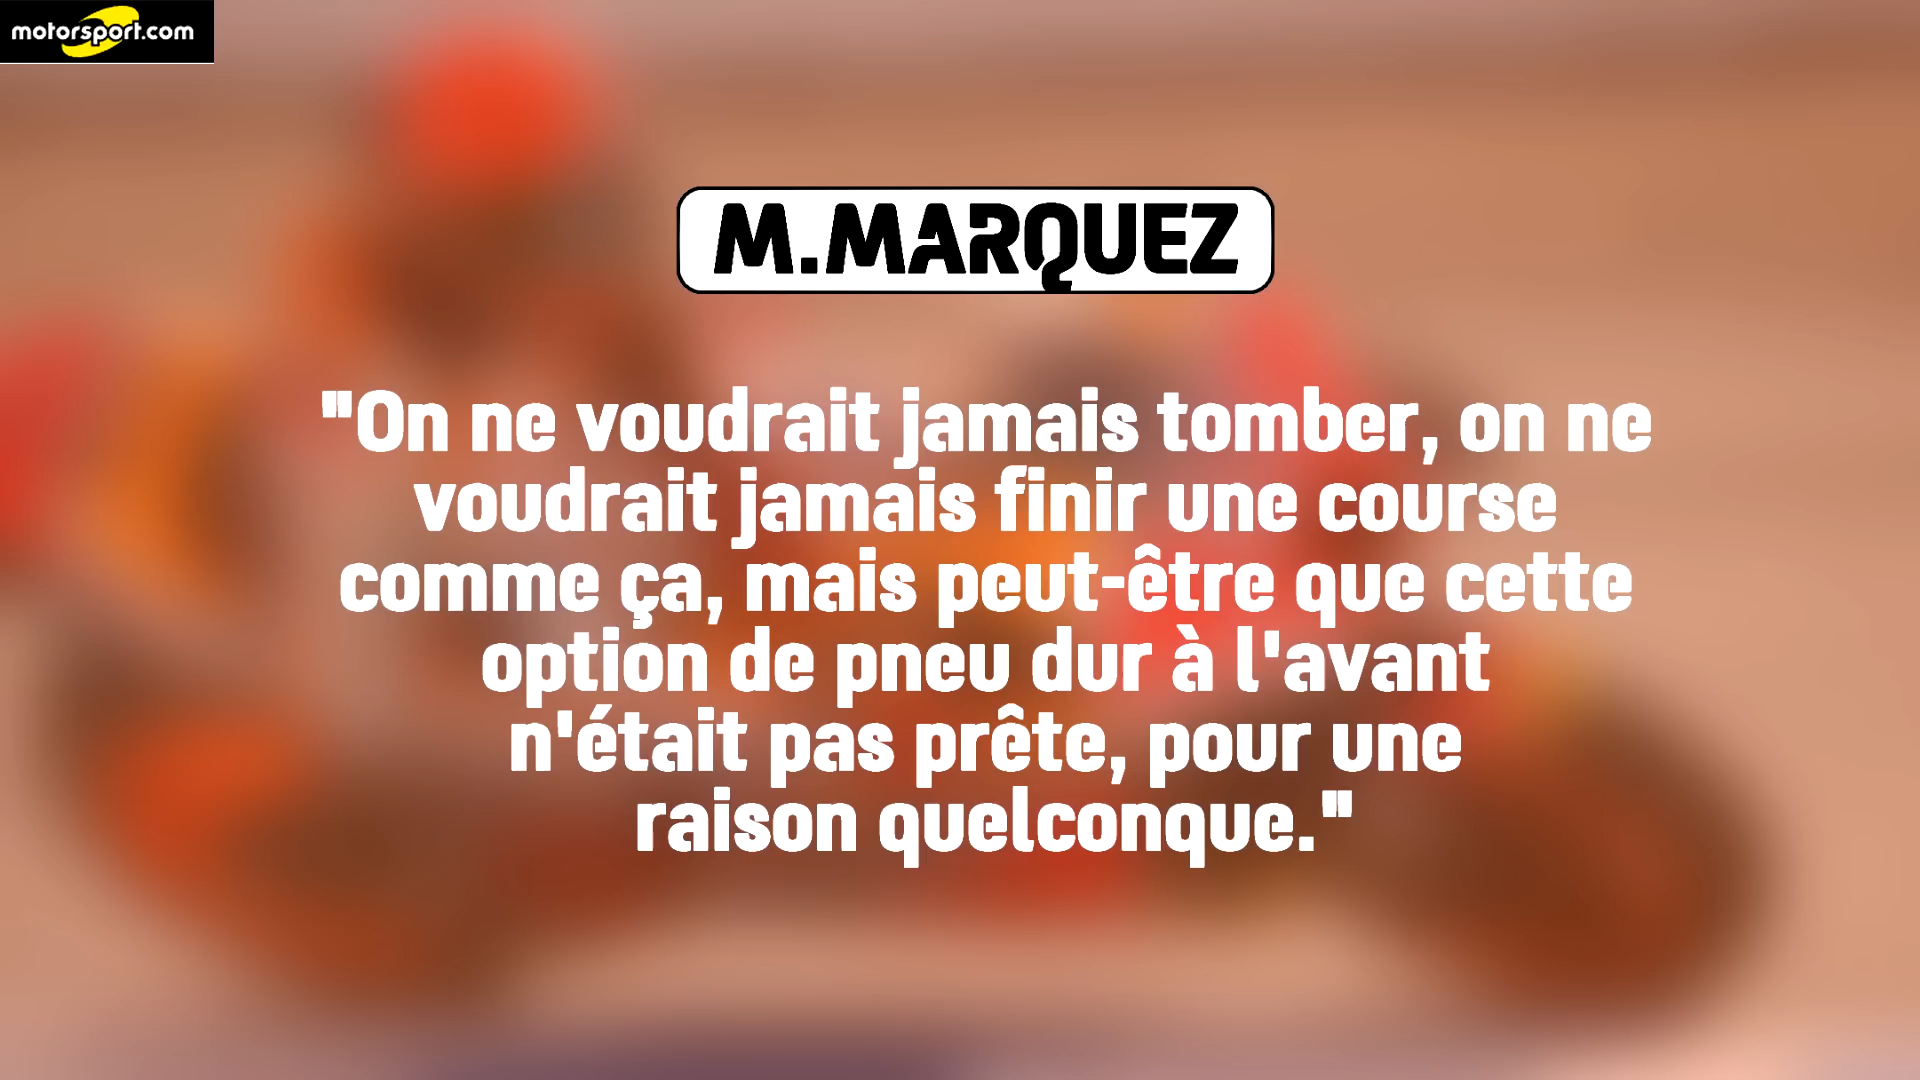 motorsport.com
M.MARQUEZ
"On ne voudrait jamais tomber, on ne
voudrait jamais finir une course
comme ça, mais peut-être que cette
option de pneu dur à l'avant
n'était pas prête, pour une
raison quelconque."